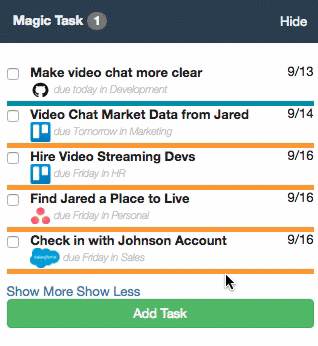 Magic Task 1 Hide
Make video chat more clear 9/13
due today in Development
Video Chat Market Data from Jared 9/14
due Tomorrow in Marketing
Hire Video Streaming Devs 9/16
due Friday in HR
Find Jared a Place to Live 9/16
due Friday in Personal
Check in with Johnson Account 9/16
salesforce due Friday in Sales
Show More Show Less
Add Task